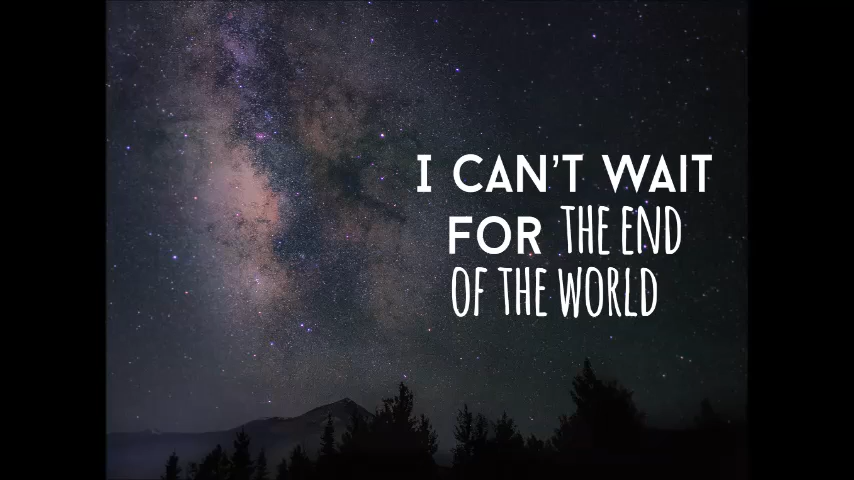 I CAN'T WAIT
FOR THE END
OF THE WORLD